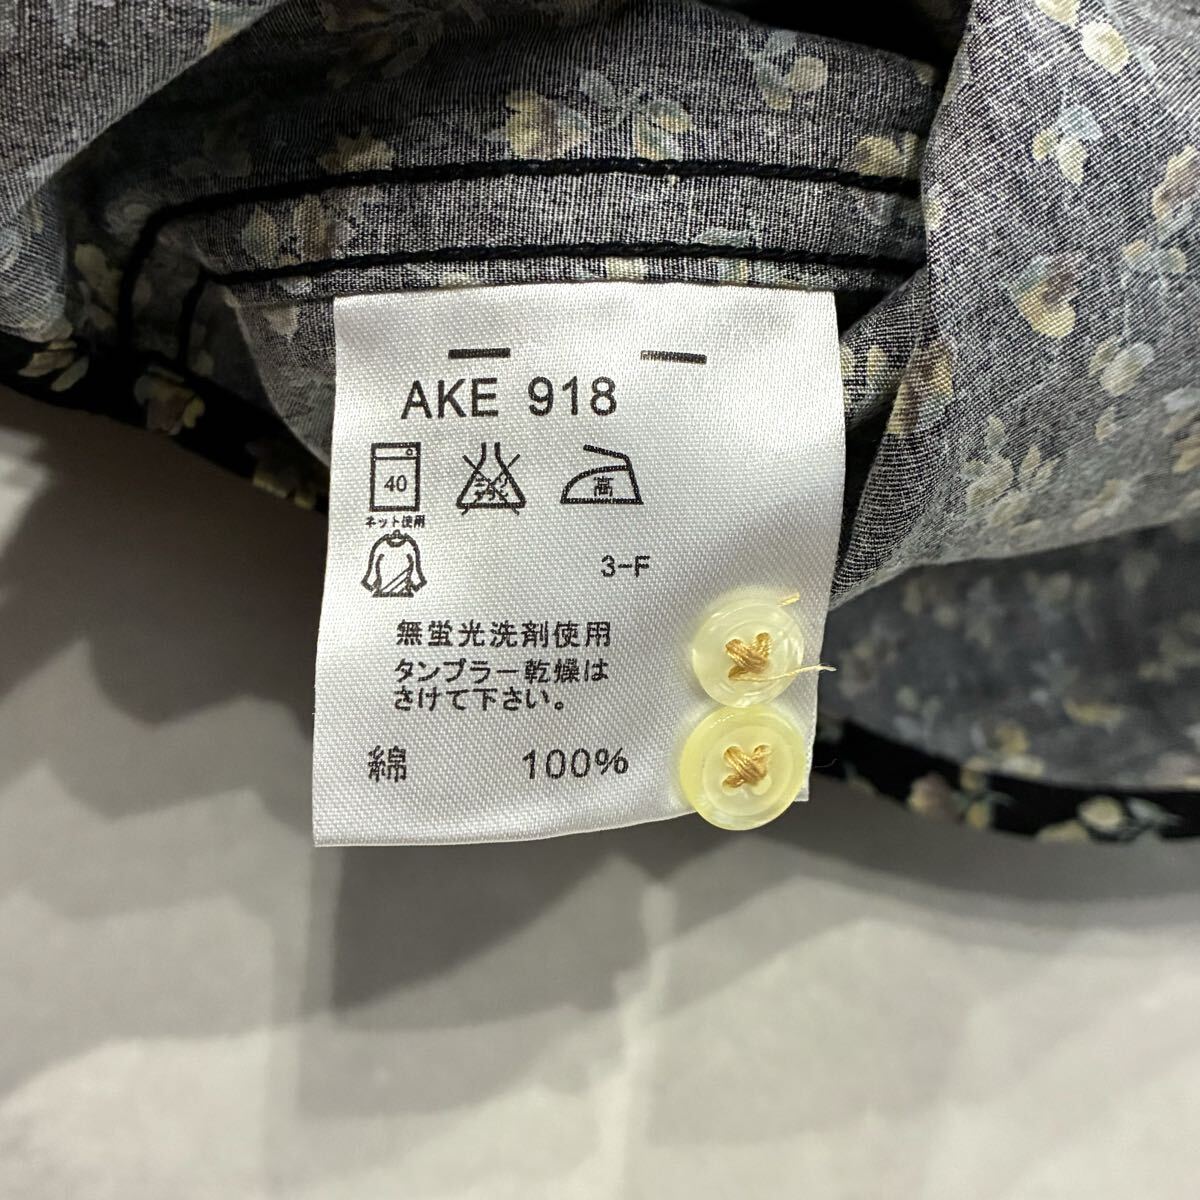 AKE 918
40
高
ネット使用
3-F
無蛍光洗剤使用
タンブラー乾燥は
さけて下さい。
綿 100%